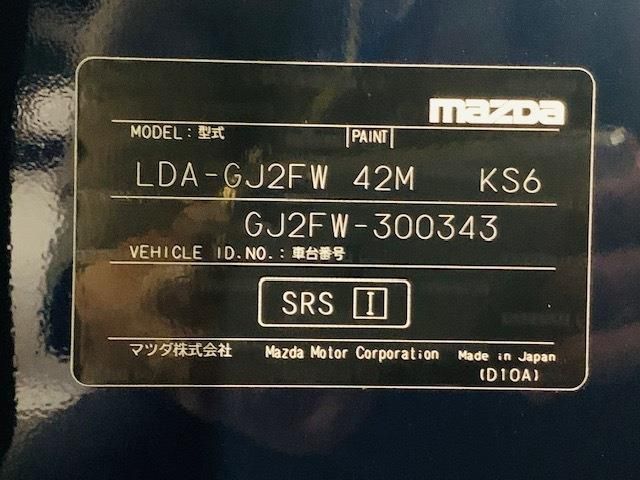 mazda
MODEL:型式 PAINT
LDA-GJ2FW 42M KS6
GJ2FW-300343
VEHICLE ID.NO.:車台番号
SRS I
マツダ株式会社 Mazda Motor Corporation Made in Japan
(D10A)